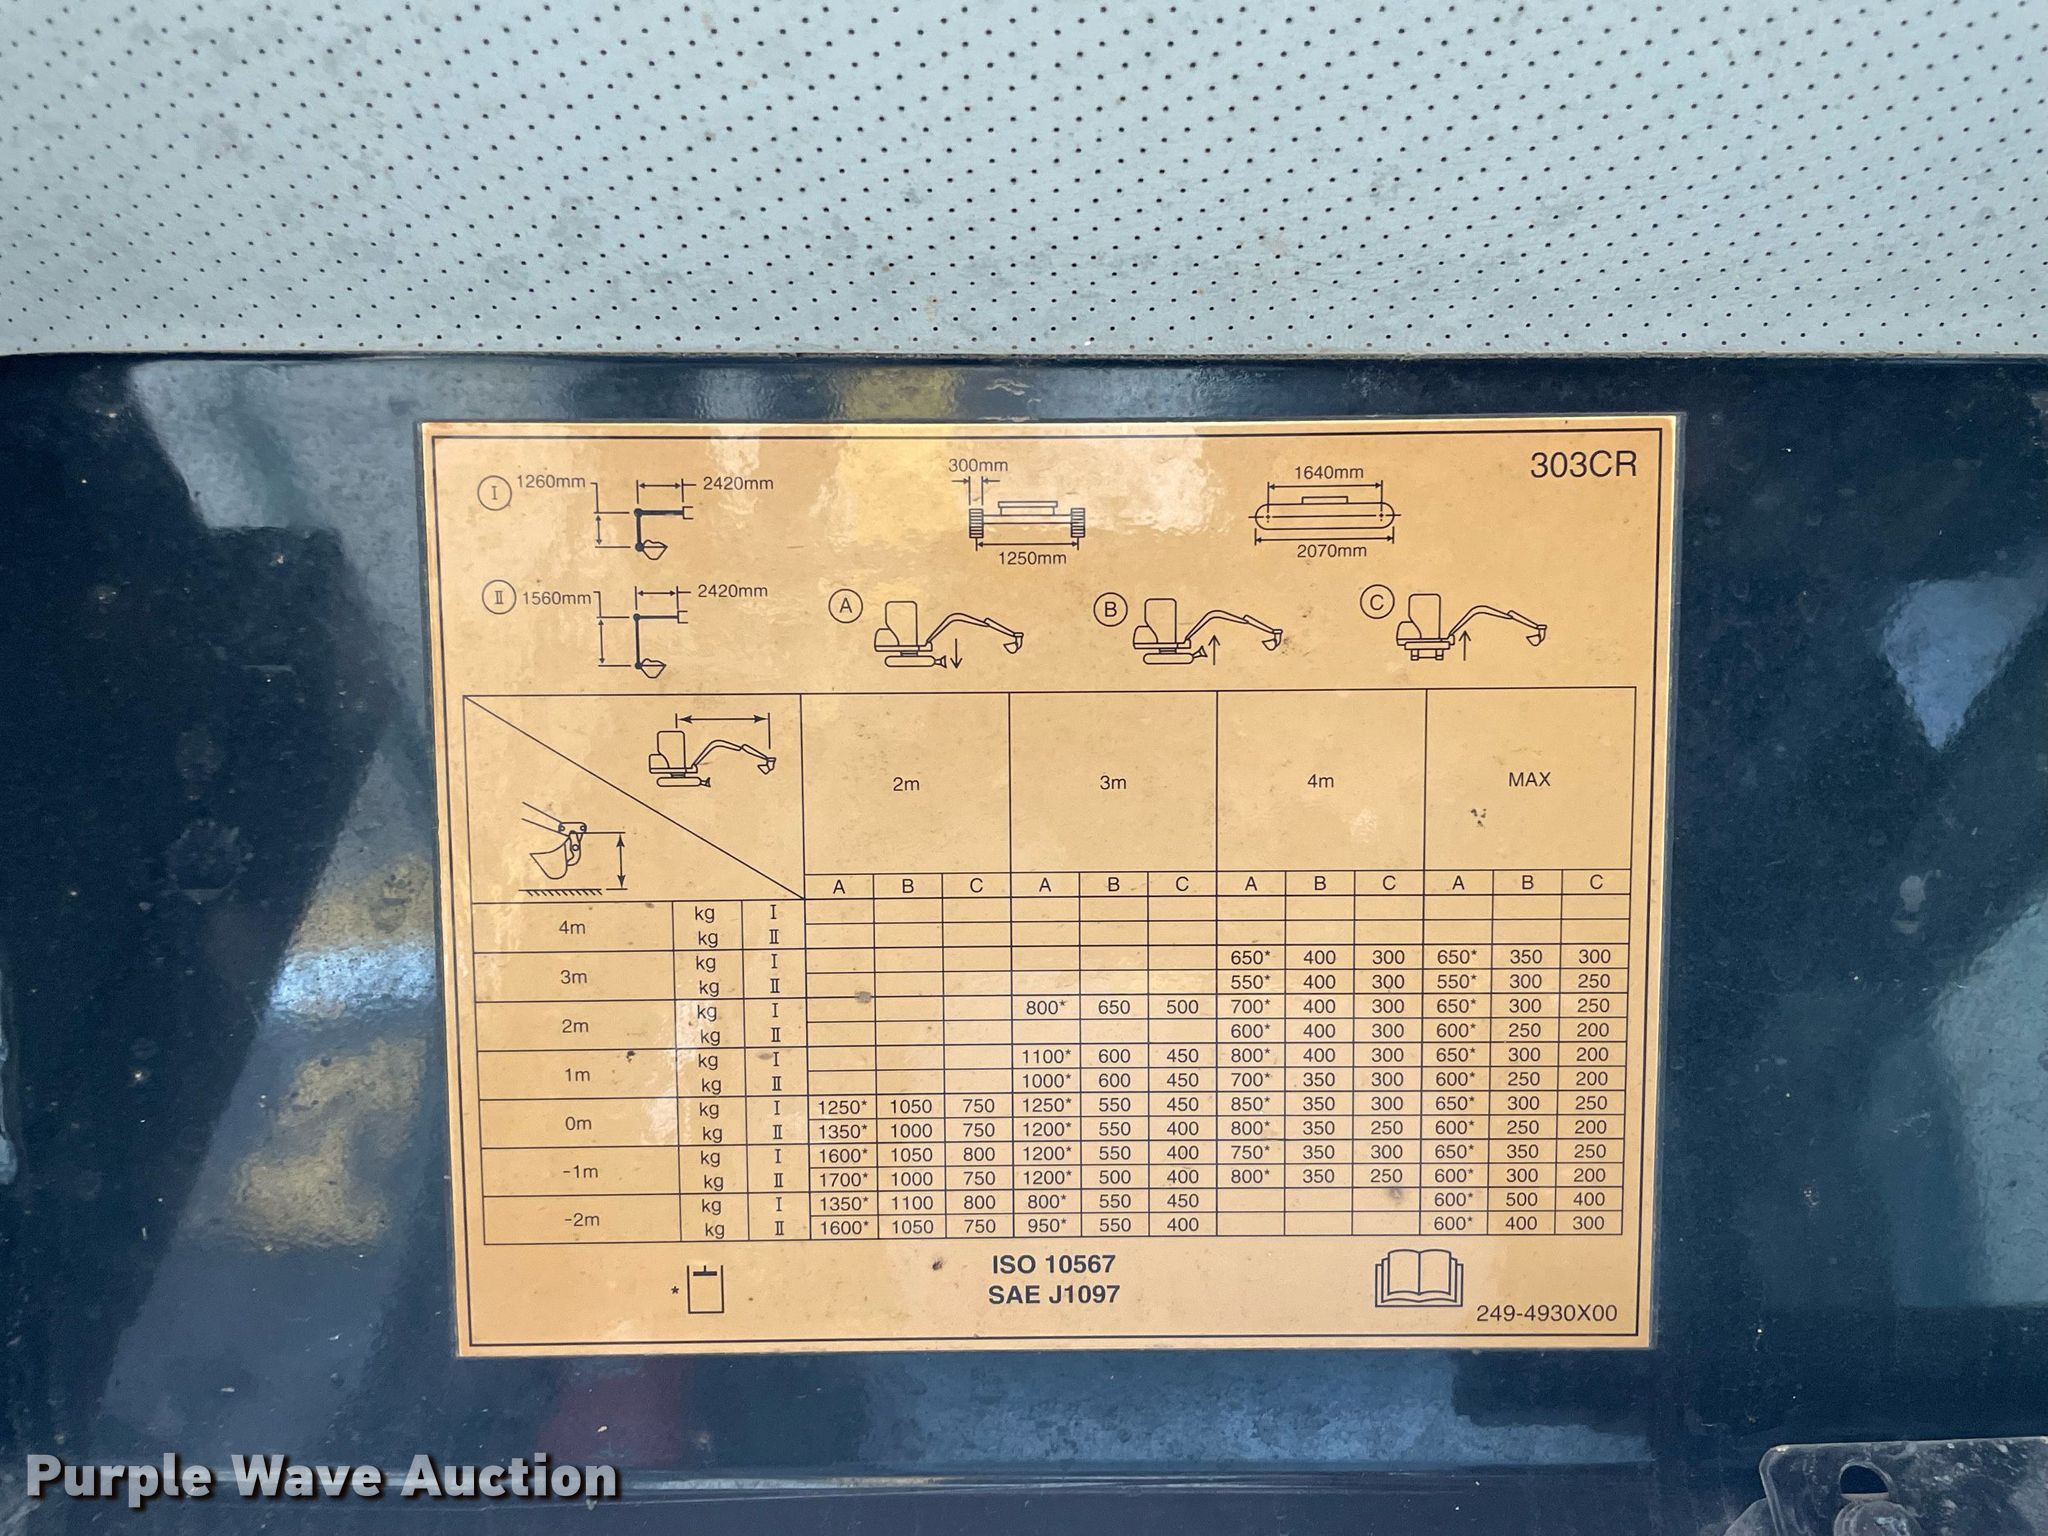 303CR
I 1260mm 2420mm 300mm 1640mm
1250mm 2070mm
II 1560mm 2420mm A B C
2m 3m 4m MAX
A B C A B C A B C A B C
4m kg I
kg II
3m kg I 650* 400 300 650* 350 300
kg II 550* 400 300 550* 300 250
2m kg I 800* 650 500 700* 400 300 650* 300 250
kg II 600* 400 300 600* 250 200
1m kg I 1100* 600 450 800* 400 300 650* 300 200
kg II 1000* 600 450 700* 350 300 600* 250 200
0m kg I 1250* 1050 750 1250* 550 450 850* 350 300 650* 300 250
kg II 1350* 1000 750 1200* 550 400 800* 350 250 600* 250 200
-1m kg I 1600* 1050 800 1200* 550 400 750* 350 300 650* 350 250
kg II 1700* 1000 750 1200* 500 400 800* 350 250 600* 300 200
-2m kg I 1350* 1100 800 800* 550 450 600* 500 400
kg II 1600* 1050 750 950* 550 400 600* 400 300
*
ISO 10567
SAE J1097
249-4930X00
Purple Wave Auction